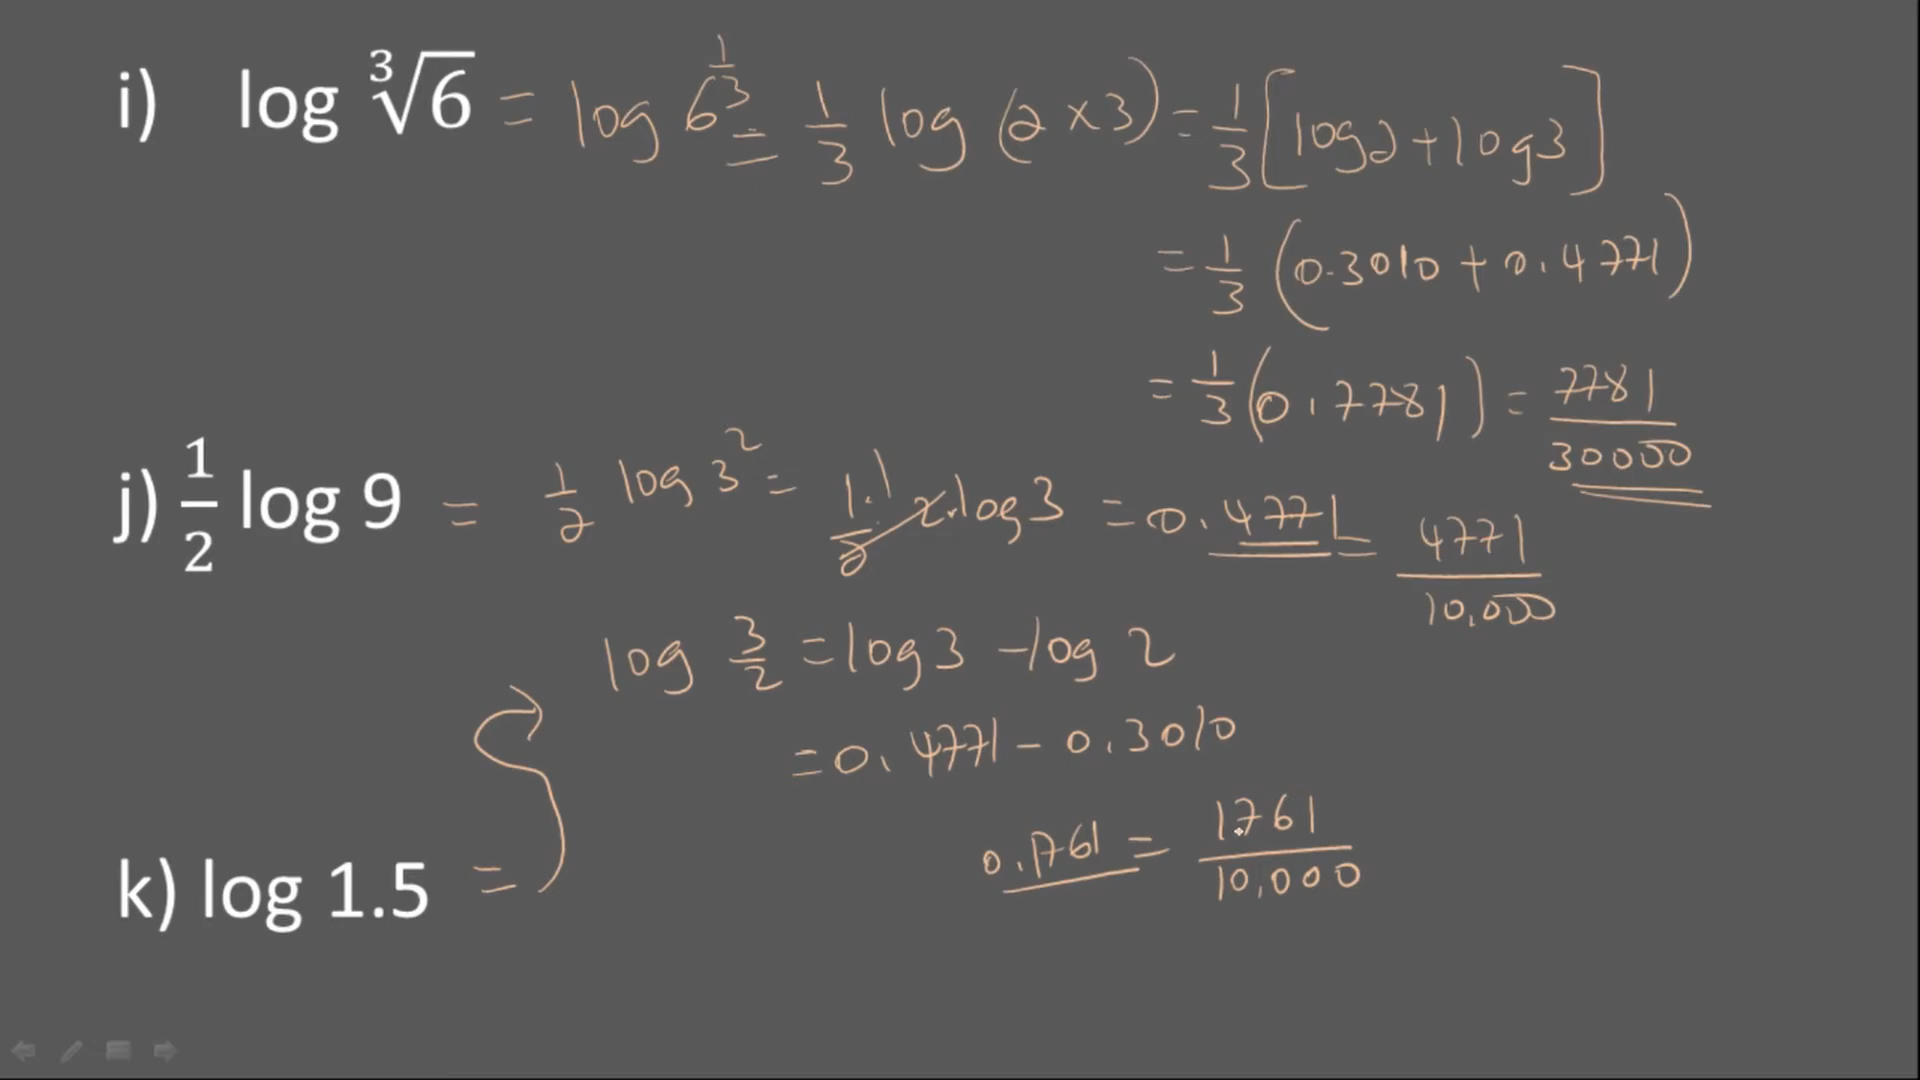 i) log ∛6 = log 6^(1/3) = 1/3 log (2 × 3) = 1/3 [log2 + log3]
= 1/3 (0.3010 + 0.4771)
= 1/3 (0.7781) = 7781/30000
j) 1/2 log 9 = 1/2 log 3² = 1/2 · 2 · log3 = 0.4771 = 4771/10,000
log 3/2 = log3 - log 2
= 0.4771 - 0.3010
0.1761 = 1761/10,000
k) log 1.5 =